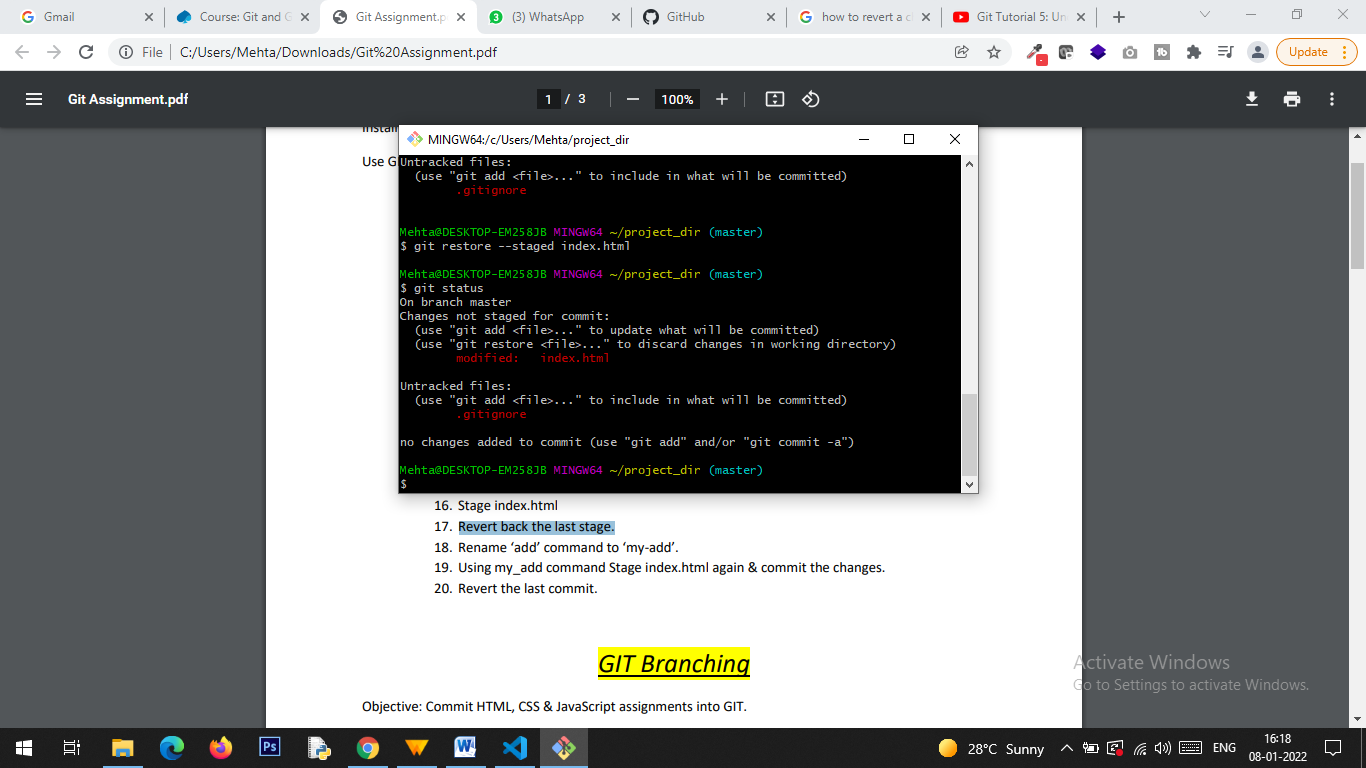 Gmail
Course: Git and G
Git Assignment.p
(3) WhatsApp
GitHub
how to revert a c
Git Tutorial 5: Un
File
C:/Users/Mehta/Downloads/Git%20Assignment.pdf
Update
Git Assignment.pdf
1 / 3
100%
Use G
MINGW64:/c/Users/Mehta/project_dir
Untracked files:
(use "git add <file>..." to include in what will be committed)
.gitignore
Mehta@DESKTOP-EM258JB MINGW64 ~/project_dir (master)
$ git restore --staged index.html
Mehta@DESKTOP-EM258JB MINGW64 ~/project_dir (master)
$ git status
On branch master
Changes not staged for commit:
(use "git add <file>..." to update what will be committed)
(use "git restore <file>..." to discard changes in working directory)
modified: index.html
Untracked files:
(use "git add <file>..." to include in what will be committed)
.gitignore
no changes added to commit (use "git add" and/or "git commit -a")
Mehta@DESKTOP-EM258JB MINGW64 ~/project_dir (master)
$
16. Stage index.html
17. Revert back the last stage.
18. Rename ‘add’ command to ‘my-add’.
19. Using my_add command Stage index.html again & commit the changes.
20. Revert the last commit.
GIT Branching
Objective: Commit HTML, CSS & JavaScript assignments into GIT.
Activate Windows
Go to Settings to activate Windows.
28°C Sunny
ENG
16:18
08-01-2022